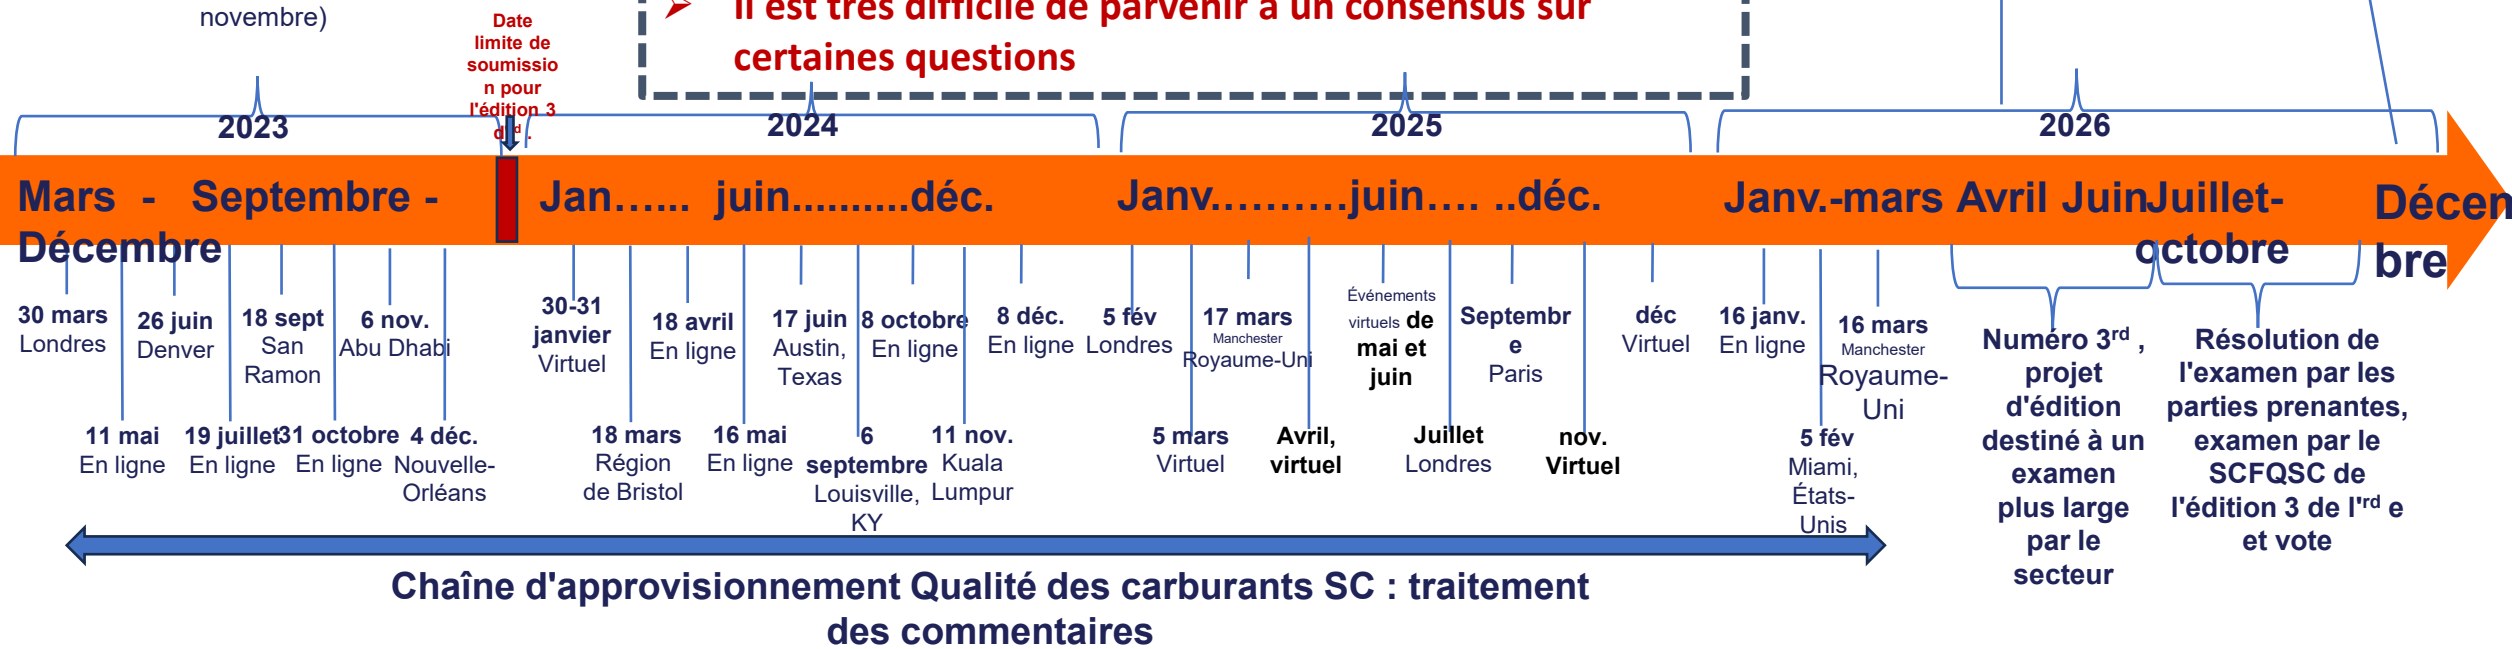 novembre)
Date
limite de
soumissio
n pour
l'édition 3
Il est très difficile de parvenir à un consensus sur
certaines questions
2023
2024
2025
2026
Mars - Septembre -
Décembre
Jan...... juin..........déc.
Janv..........juin.... ..déc.
Janv.-mars Avril JuinJuillet-
octobre
Décem
bre
30 mars
Londres
11 mai
En ligne
26 juin
Denver
19 juillet
En ligne
18 sept
San
Ramon
31 octobre
En ligne
6 nov.
Abu Dhabi
4 déc.
Nouvelle-
Orléans
30-31
janvier
Virtuel
18 mars
Région
de Bristol
18 avril
En ligne
16 mai
En ligne
17 juin
Austin,
Texas
6
septembre
Louisville,
KY
8 octobre
En ligne
11 nov.
Kuala
Lumpur
8 déc.
En ligne
5 fév
Londres
5 mars
Virtuel
17 mars
Manchester
Royaume-Uni
Avril,
virtuel
Événements
virtuels de
mai et
juin
Juillet
Londres
Septembr
e
Paris
nov.
Virtuel
déc
Virtuel
16 janv.
En ligne
5 fév
Miami,
États-
Unis
16 mars
Manchester
Royaume-
Uni
Numéro 3rd ,
projet
d'édition
destiné à un
examen
plus large
par le
secteur
Résolution de
l'examen par les
parties prenantes,
examen par le
SCFQSC de
l'édition 3 de l'rd e
et vote
Chaîne d'approvisionnement Qualité des carburants SC : traitement
des commentaires